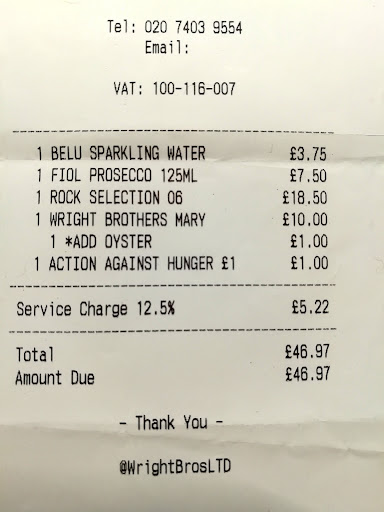 Tel: 020 7403 9554
Email:
VAT: 100-116-007
1 BELU SPARKLING WATER £3.75
1 FIOL PROSECCO 125ML £7.50
1 ROCK SELECTION O6 £18.50
1 WRIGHT BROTHERS MARY £10.00
1 *ADD OYSTER £1.00
1 ACTION AGAINST HUNGER £1 £1.00
Service Charge 12.5% £5.22
Total £46.97
Amount Due £46.97
- Thank You -
@WrightBrosLTD